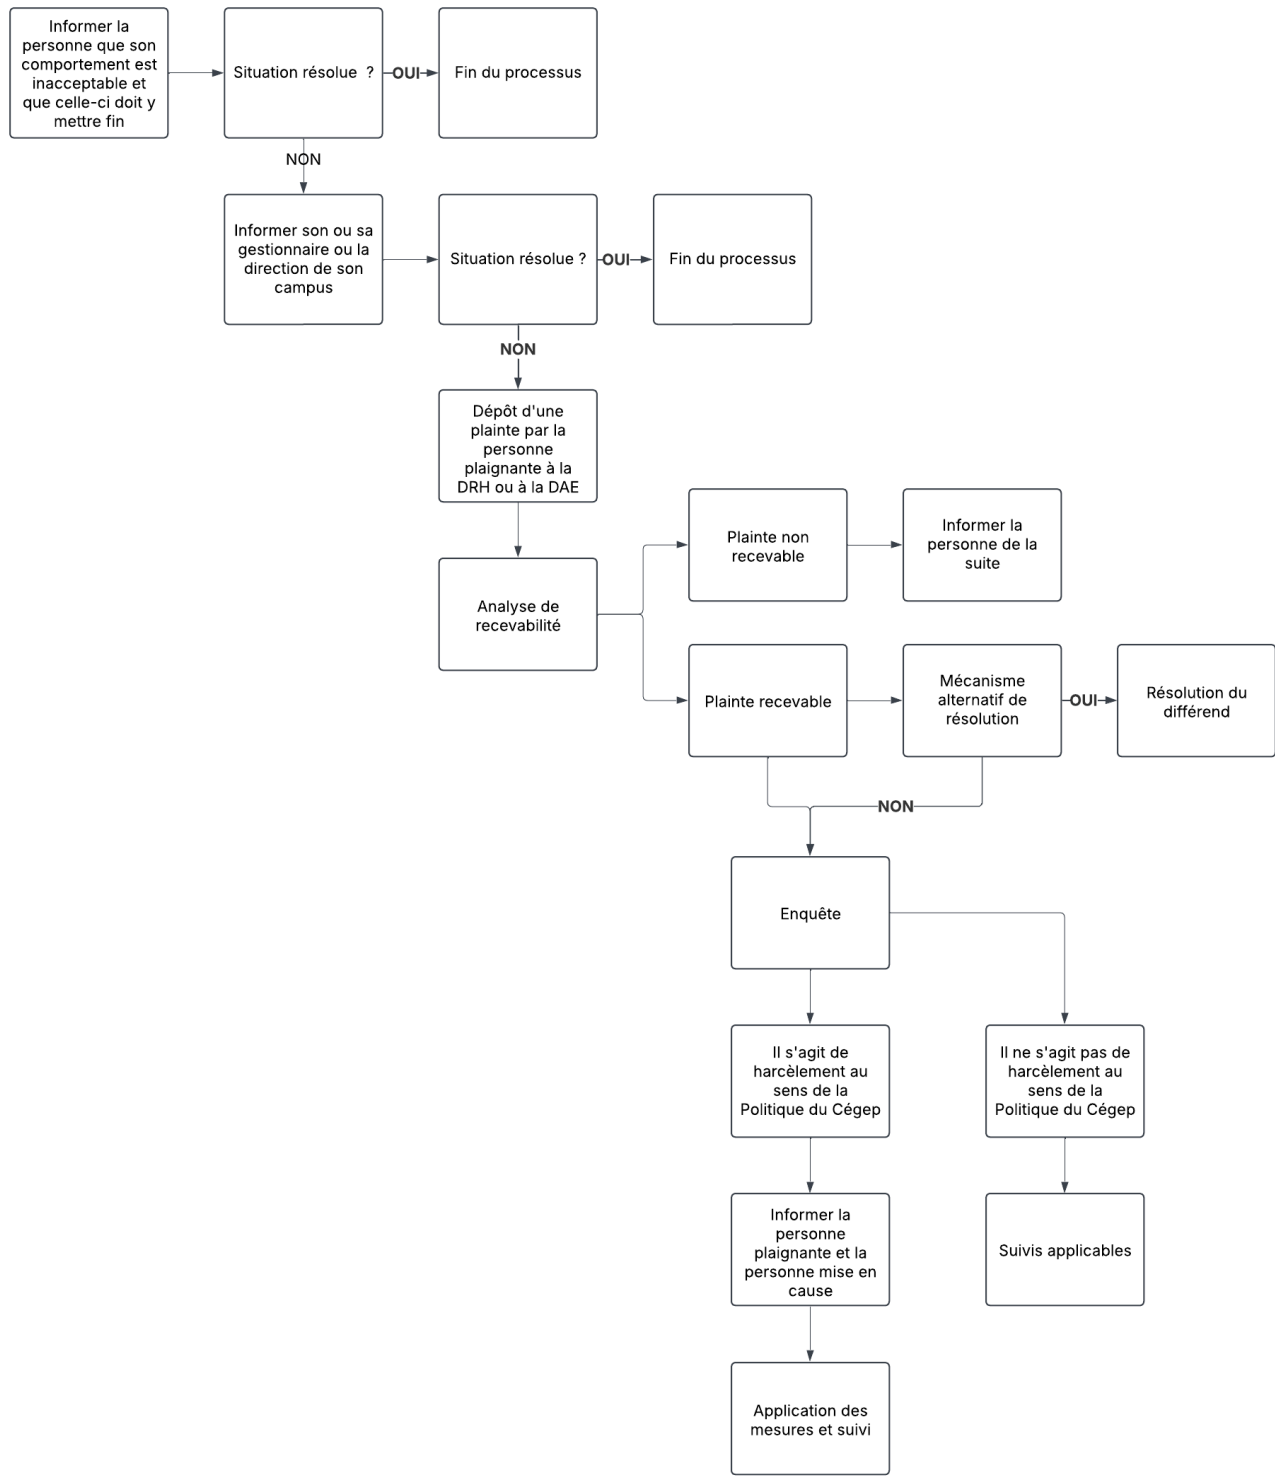 Informer la
personne que son
comportement est
inacceptable et
que celle-ci doit y
mettre fin
Situation résolue ?
OUI
Fin du processus
NON
Informer son ou sa
gestionnaire ou la
direction de son
campus
Situation résolue ?
OUI
Fin du processus
NON
Dépôt d'une
plainte par la
personne
plaignante à la
DRH ou à la DAE
Analyse de
recevabilité
Plainte non
recevable
Informer la
personne de la
suite
Plainte recevable
Mécanisme
alternatif de
résolution
OUI
Résolution du
différend
NON
Enquête
Il s'agit de
harcèlement au
sens de la
Politique du Cégep
Il ne s'agit pas de
harcèlement au
sens de la
Politique du Cégep
Informer la
personne
plaignante et la
personne mise en
cause
Suivis applicables
Application des
mesures et suivi